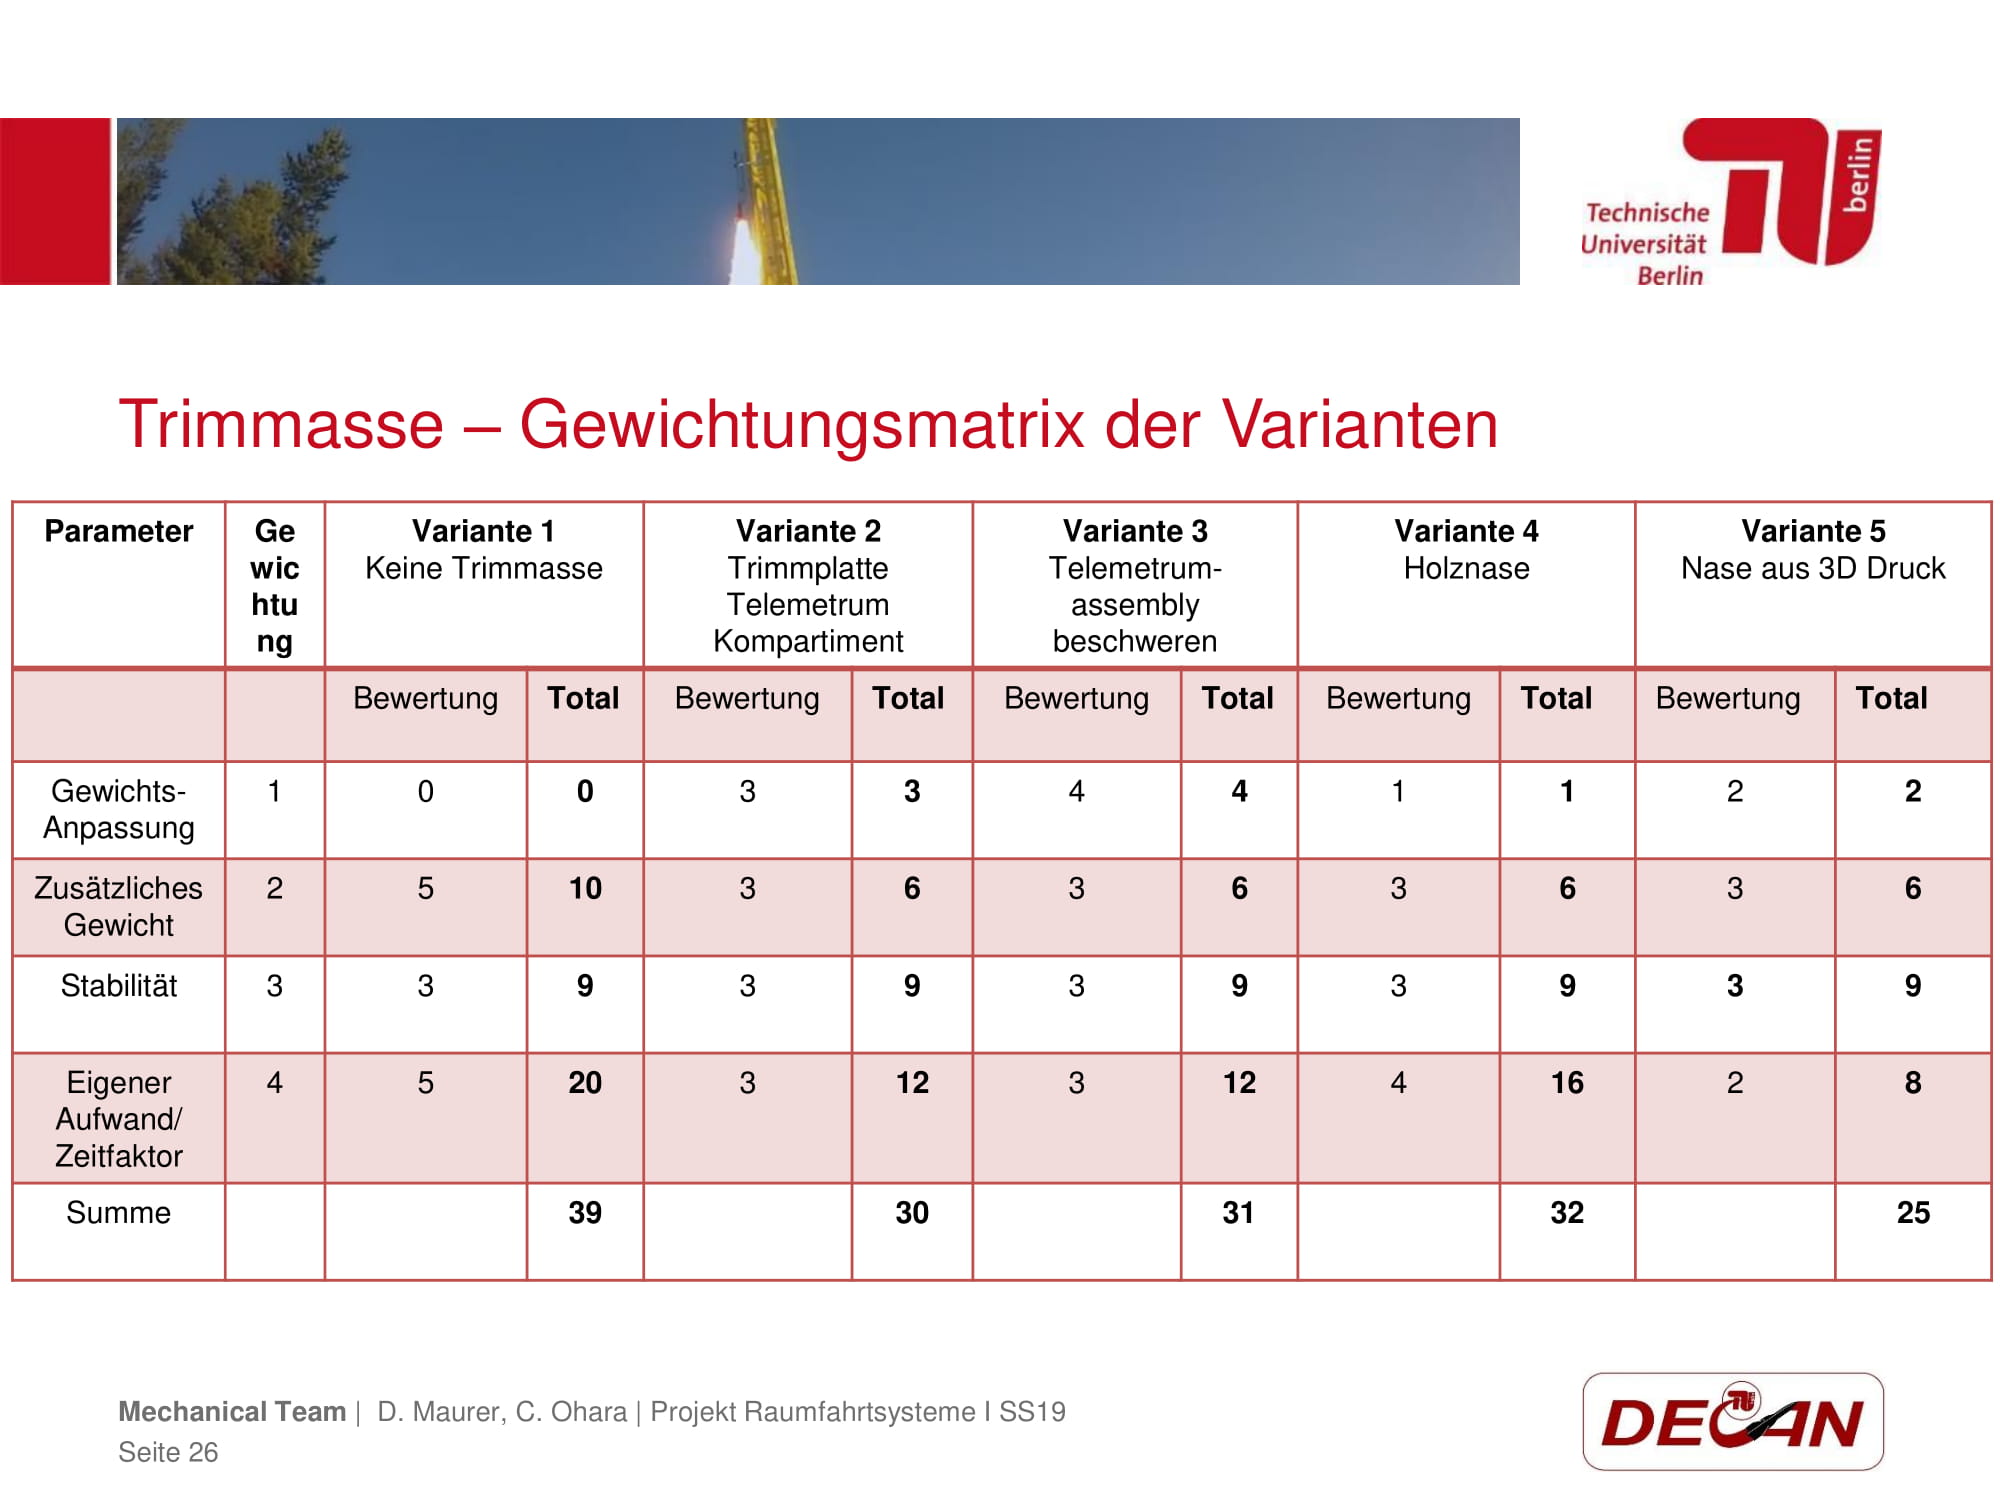 Technische
Universität
Berlin
berlin
Trimmasse – Gewichtungsmatrix der Varianten
Parameter
Ge
wic
htu
ng
Variante 1
Keine Trimmasse
Variante 2
Trimmplatte
Telemetrum
Kompartiment
Variante 3
Telemetrum-
assembly
beschweren
Variante 4
Holznase
Variante 5
Nase aus 3D Druck
Bewertung Total Bewertung Total Bewertung Total Bewertung Total Bewertung Total
Gewichts-
Anpassung
1 0 0 3 3 4 4 1 1 2 2
Zusätzliches
Gewicht
2 5 10 3 6 3 6 3 6 3 6
Stabilität 3 3 9 3 9 3 9 3 9 3 9
Eigener
Aufwand/
Zeitfaktor
4 5 20 3 12 3 12 4 16 2 8
Summe 39 30 31 32 25
Mechanical Team | D. Maurer, C. Ohara | Projekt Raumfahrtsysteme I SS19
Seite 26
DECAN